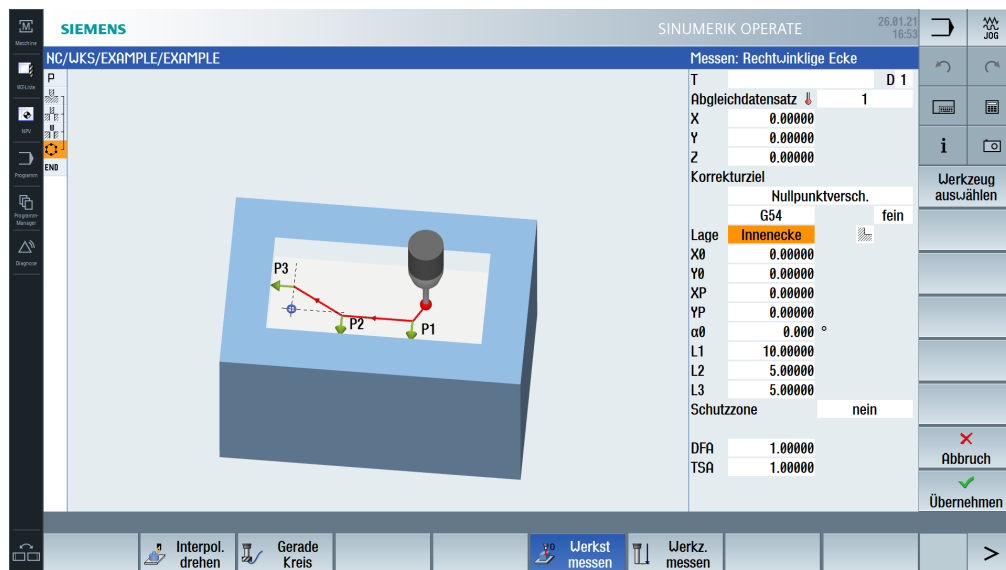 SIEMENS
SINUMERIK OPERATE
26.01.21
16:53
M
Maschine
JOG
NC/WKS/EXAMPLE/EXAMPLE
Messen: Rechtwinklige Ecke
WZ-Liste
NPV
Programm
Programm-
Manager
Diagnose
P
END
P3
P2
P1
T D 1
Abgleichdatensatz 1
X 0.00000
Y 0.00000
Z 0.00000
Korrekturziel
Nullpunktversch.
G54 fein
Lage Innenecke
X0 0.00000
Y0 0.00000
XP 0.00000
YP 0.00000
α0 0.000 °
L1 10.00000
L2 5.00000
L3 5.00000
Schutzzone nein
DFA 1.00000
TSA 1.00000
i
Werkzeug
auswählen
Abbruch
Übernehmen
Interpol.
drehen
Gerade
Kreis
Werkst
messen
Werkz.
messen
>